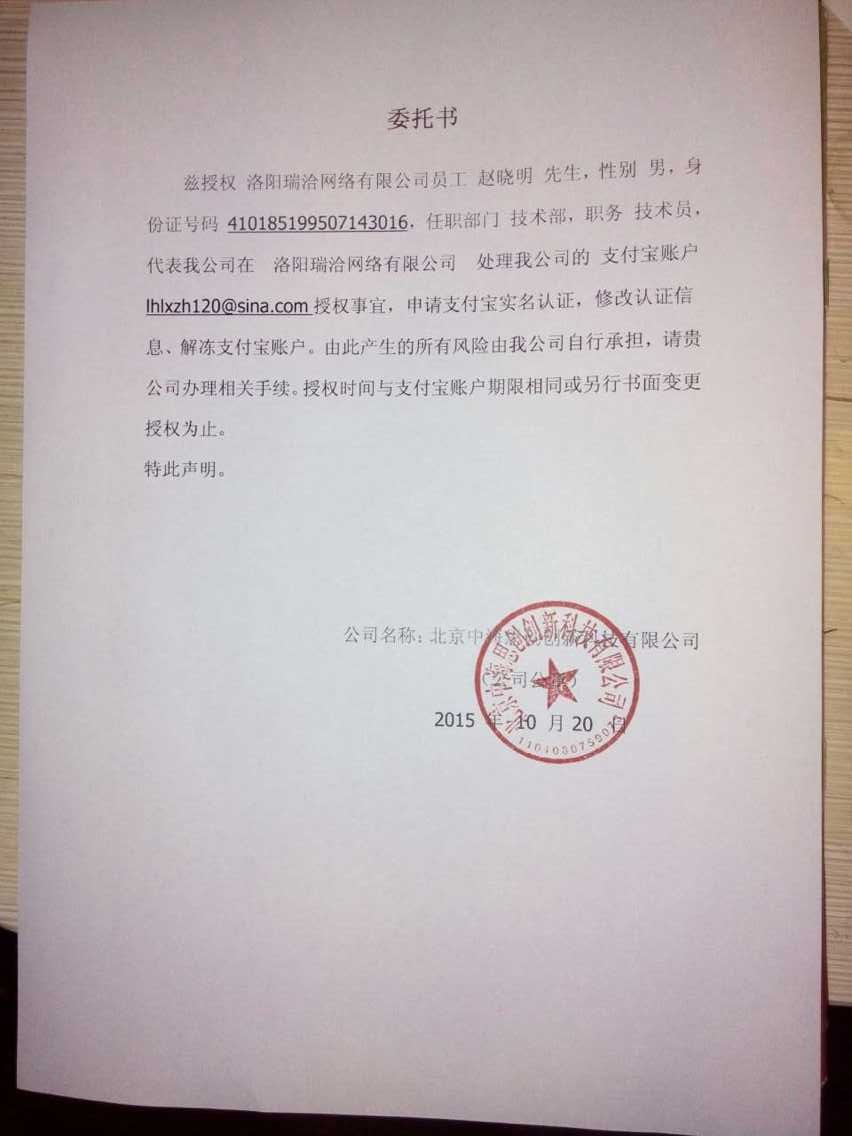 委托书
兹授权 洛阳瑞洽网络有限公司员工 赵晓明 先生，性别 男，身
份证号码 410185199507143016，任职部门 技术部，职务 技术员，
代表我公司在 洛阳瑞洽网络有限公司 处理我公司的 支付宝账户
lhlxzh120@sina.com 授权事宜，申请支付宝实名认证，修改认证信
息、解冻支付宝账户。由此产生的所有风险由我公司自行承担，请贵
公司办理相关手续。授权时间与支付宝账户期限相同或另行书面变更
授权为止。
特此声明。
公司名称：北京中海思创创新科技有限公司
（公司公章）
2015 年 10 月 20 日
北京中海思创创新科技有限公司